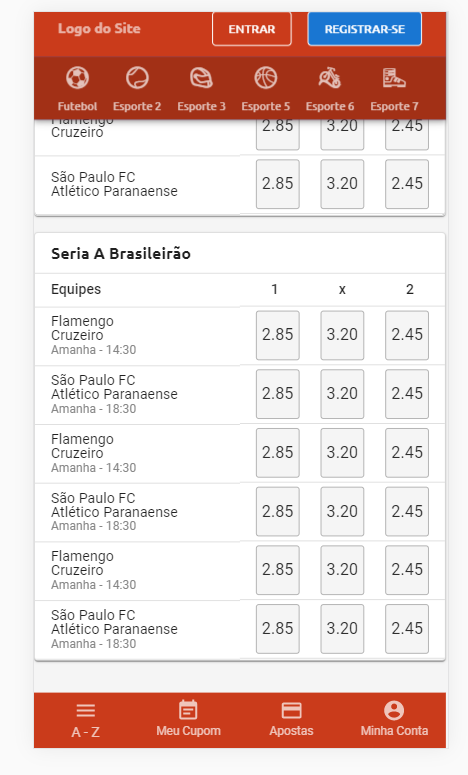 Logo do Site ENTRAR REGISTRAR-SE
Futebol Esporte 2 Esporte 3 Esporte 5 Esporte 6 Esporte 7
Flamengo
Cruzeiro 2.85 3.20 2.45
São Paulo FC
Atlético Paranaense 2.85 3.20 2.45
Seria A Brasileirão
Equipes 1 x 2
Flamengo
Cruzeiro 2.85 3.20 2.45
Amanha - 14:30
São Paulo FC
Atlético Paranaense 2.85 3.20 2.45
Amanha - 18:30
Flamengo
Cruzeiro 2.85 3.20 2.45
Amanha - 14:30
São Paulo FC
Atlético Paranaense 2.85 3.20 2.45
Amanha - 18:30
Flamengo
Cruzeiro 2.85 3.20 2.45
Amanha - 14:30
São Paulo FC
Atlético Paranaense 2.85 3.20 2.45
Amanha - 18:30
A - Z Meu Cupom Apostas Minha Conta